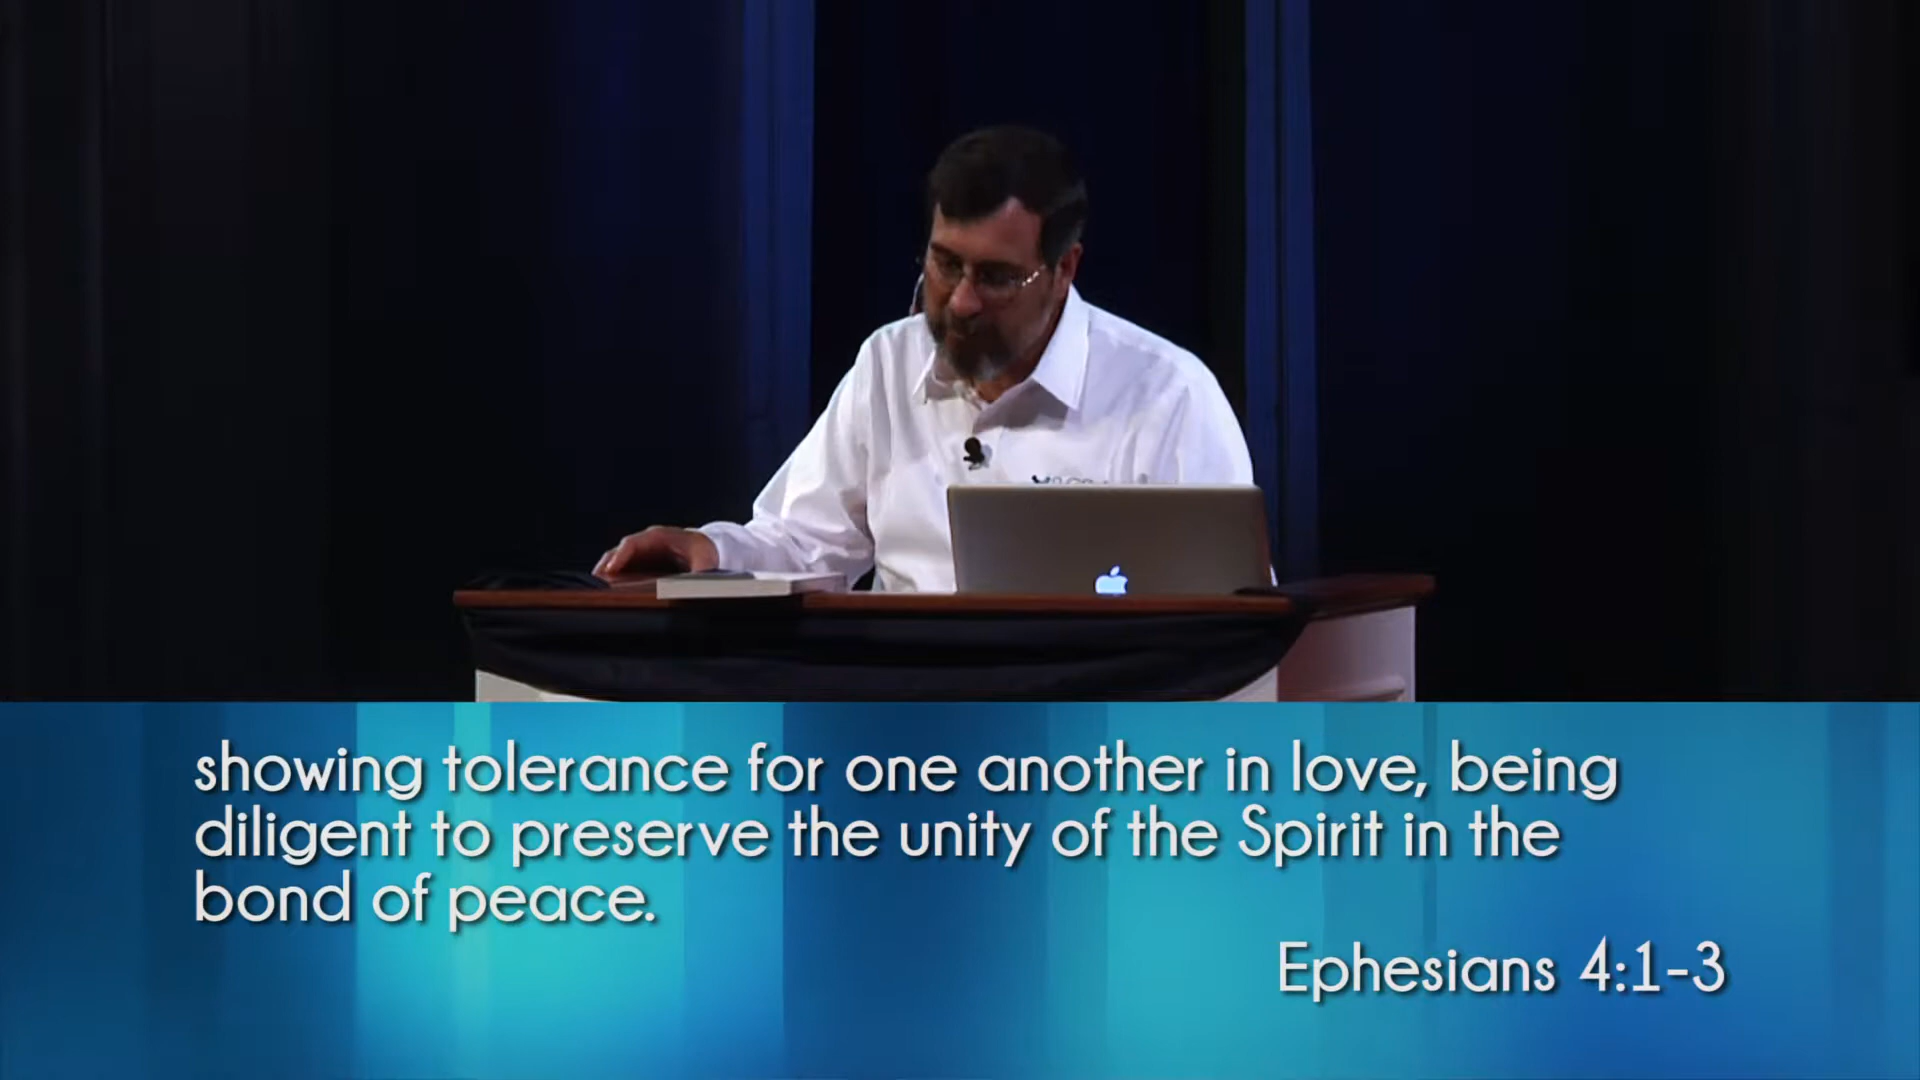 showing tolerance for one another in love, being
diligent to preserve the unity of the Spirit in the
bond of peace.
Ephesians 4:1-3